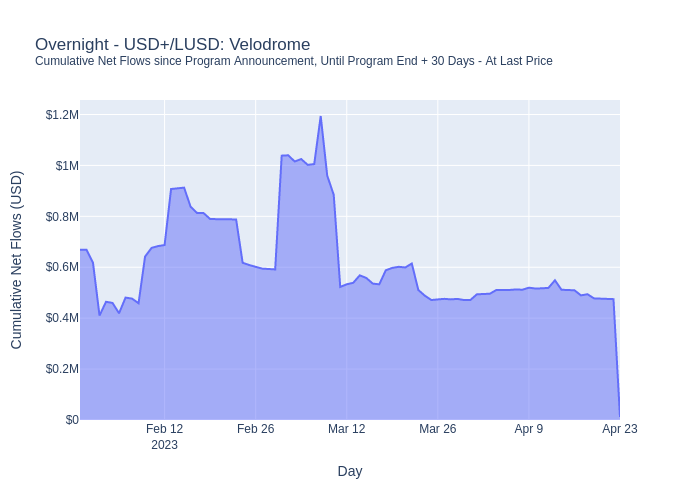 Overnight - USD+/LUSD: Velodrome
Cumulative Net Flows since Program Announcement, Until Program End + 30 Days - At Last Price
Cumulative Net Flows (USD)
$1.2M
$1M
$0.8M
$0.6M
$0.4M
$0.2M
$0
Feb 12 Feb 26 Mar 12 Mar 26 Apr 9 Apr 23
2023
Day